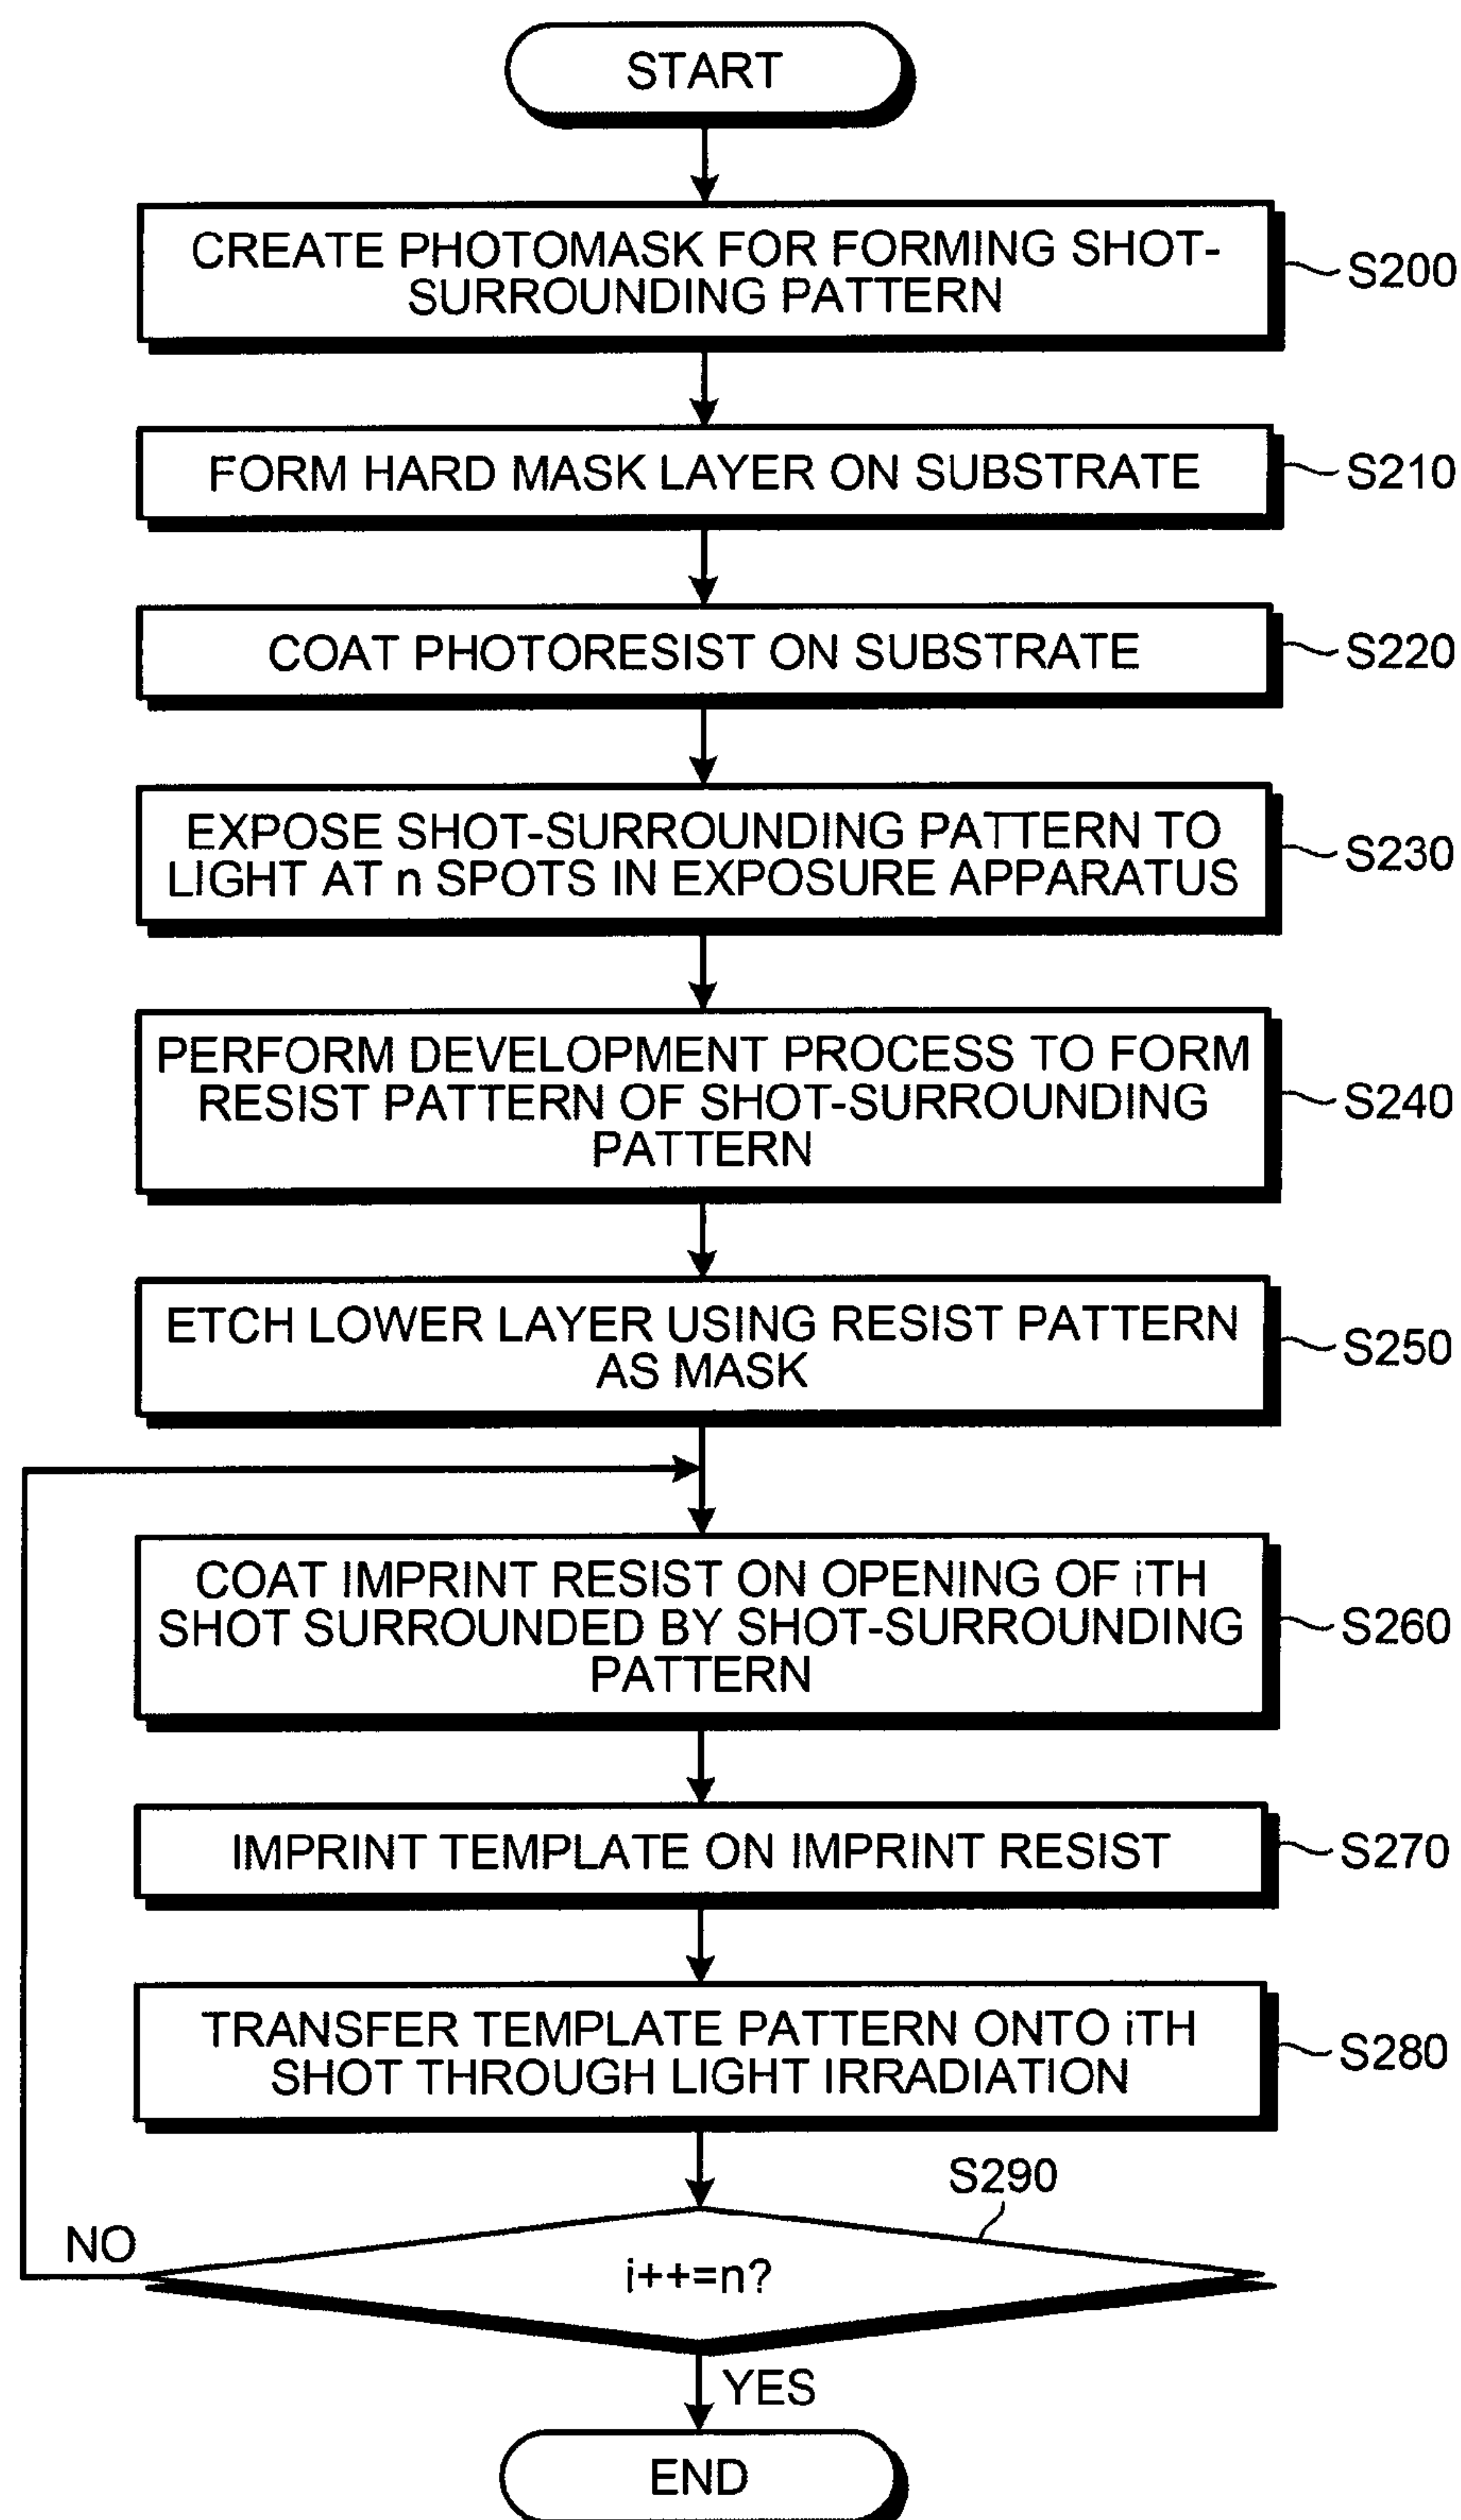 START
CREATE PHOTOMASK FOR FORMING SHOT-
SURROUNDING PATTERN
S200
FORM HARD MASK LAYER ON SUBSTRATE
S210
COAT PHOTORESIST ON SUBSTRATE
S220
EXPOSE SHOT-SURROUNDING PATTERN TO
LIGHT AT n SPOTS IN EXPOSURE APPARATUS
S230
PERFORM DEVELOPMENT PROCESS TO FORM
RESIST PATTERN OF SHOT-SURROUNDING
PATTERN
S240
ETCH LOWER LAYER USING RESIST PATTERN
AS MASK
S250
COAT IMPRINT RESIST ON OPENING OF iTH
SHOT SURROUNDED BY SHOT-SURROUNDING
PATTERN
S260
IMPRINT TEMPLATE ON IMPRINT RESIST
S270
TRANSFER TEMPLATE PATTERN ONTO iTH
SHOT THROUGH LIGHT IRRADIATION
S280
S290
NO
i++=n?
YES
END